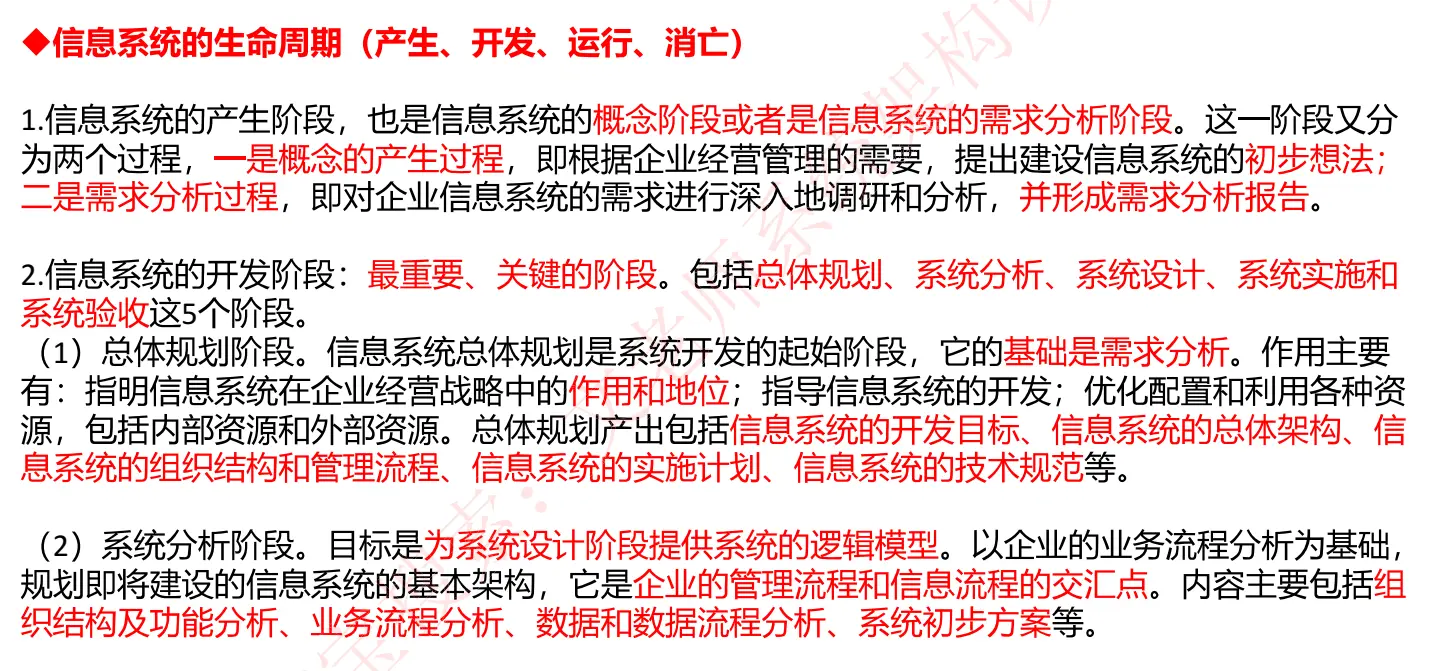 ◆信息系统的生命周期（产生、开发、运行、消亡）
1.信息系统的产生阶段，也是信息系统的概念阶段或者是信息系统的需求分析阶段。这一阶段又分
为两个过程，一是概念的产生过程，即根据企业经营管理的需要，提出建设信息系统的初步想法；
二是需求分析过程，即对企业信息系统的需求进行深入地调研和分析，并形成需求分析报告。
2.信息系统的开发阶段：最重要、关键的阶段。包括总体规划、系统分析、系统设计、系统实施和
系统验收这5个阶段。
（1）总体规划阶段。信息系统总体规划是系统开发的起始阶段，它的基础是需求分析。作用主要
有：指明信息系统在企业经营战略中的作用和地位；指导信息系统的开发；优化配置和利用各种资
源，包括内部资源和外部资源。总体规划产出包括信息系统的开发目标、信息系统的总体架构、信
息系统的组织结构和管理流程、信息系统的实施计划、信息系统的技术规范等。
（2）系统分析阶段。目标是为系统设计阶段提供系统的逻辑模型。以企业的业务流程分析为基础，
规划即将建设的信息系统的基本架构，它是企业的管理流程和信息流程的交汇点。内容主要包括组
织结构及功能分析、业务流程分析、数据和数据流程分析、系统初步方案等。